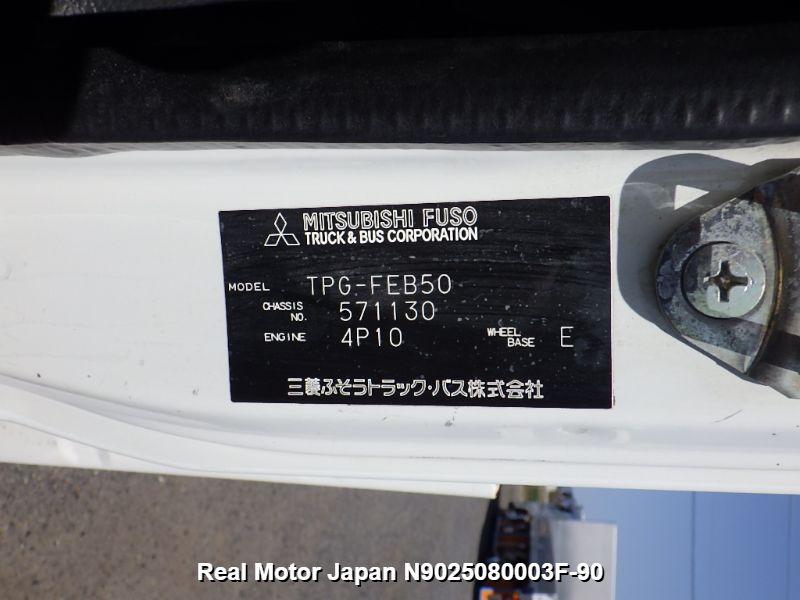 MITSUBISHI FUSO
TRUCK & BUS CORPORATION
MODEL TPG-FEB50
CHASSIS NO. 571130
ENGINE 4P10 WHEEL BASE E
三菱ふそうトラック・バス株式会社
Real Motor Japan N9025080003F-90